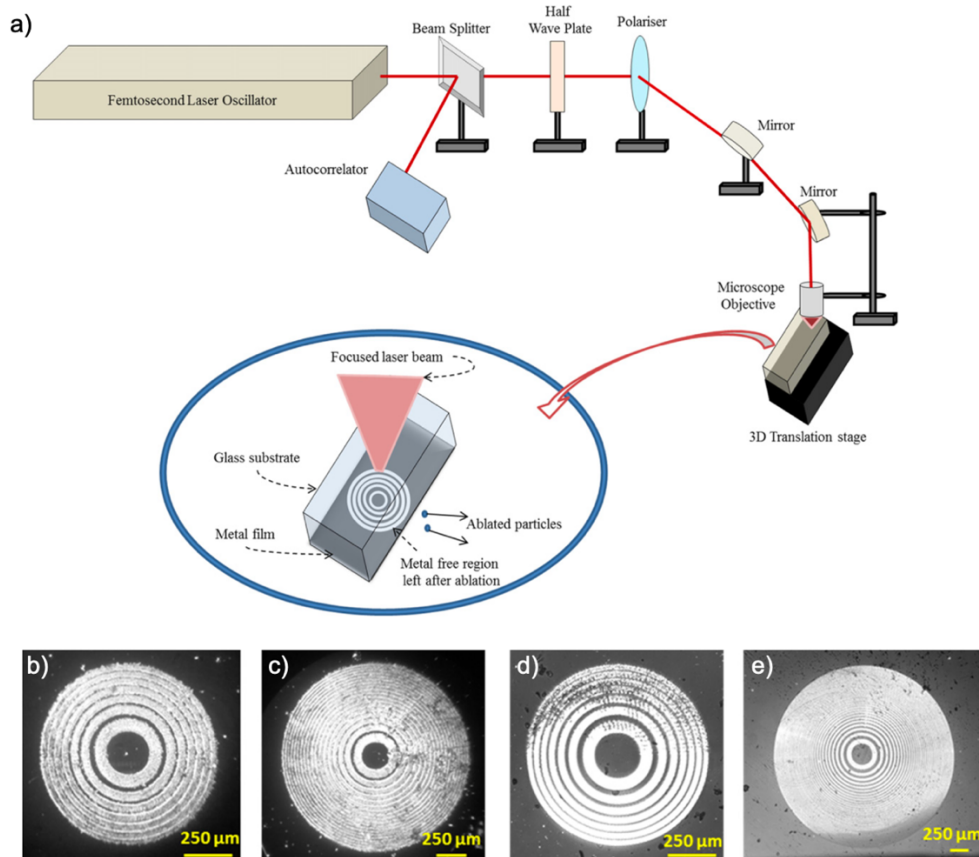 a)
Femtosecond Laser Oscillator
Beam Splitter
Half
Wave Plate
Polariser
Autocorrelator
Mirror
Mirror
Microscope
Objective
3D Translation stage
Focused laser beam
Glass substrate
Metal film
Ablated particles
Metal free region
left after ablation
b)
250 µm
c)
250 µm
d)
250 µm
e)
250 µm